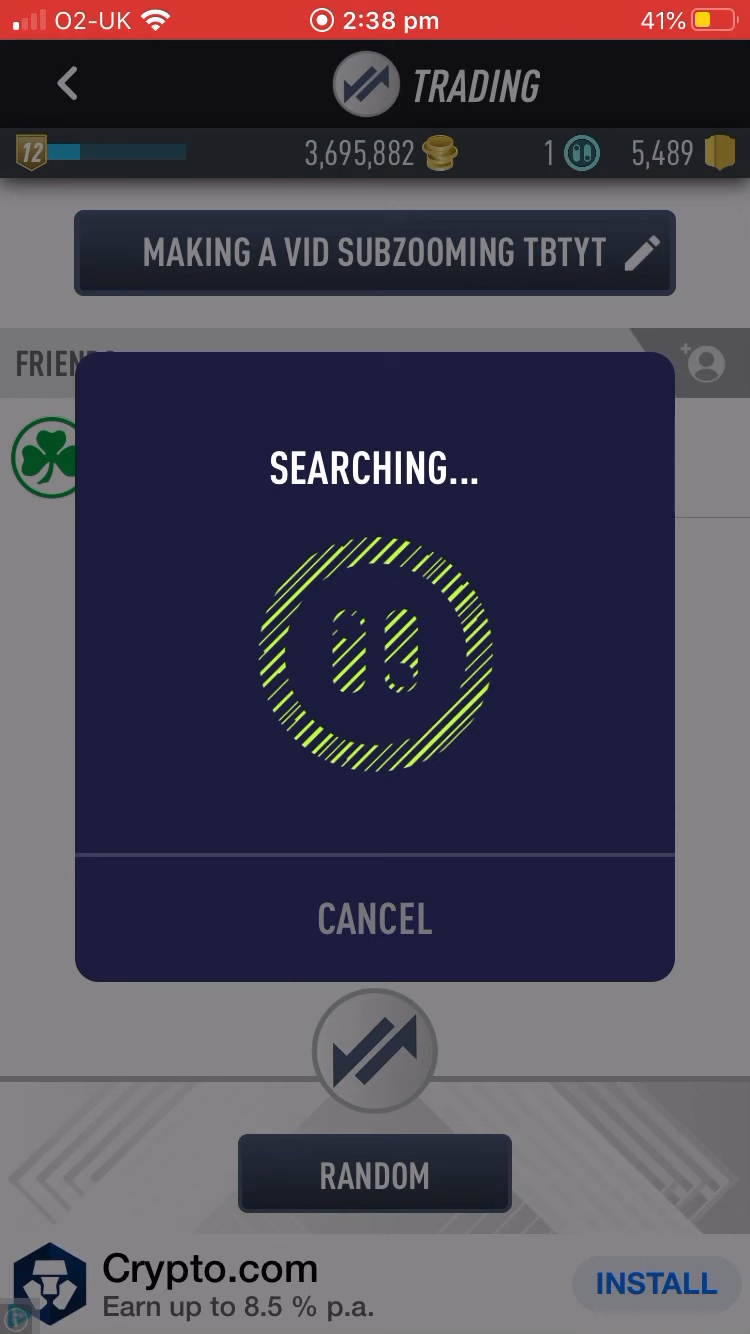 O2-UK 2:38 pm 41%
TRADING
12 3,695,882 1 5,489
MAKING A VID SUBZOOMING TBTYT
FRIEN
SEARCHING...
CANCEL
RANDOM
Crypto.com
Earn up to 8.5 % p.a.
INSTALL